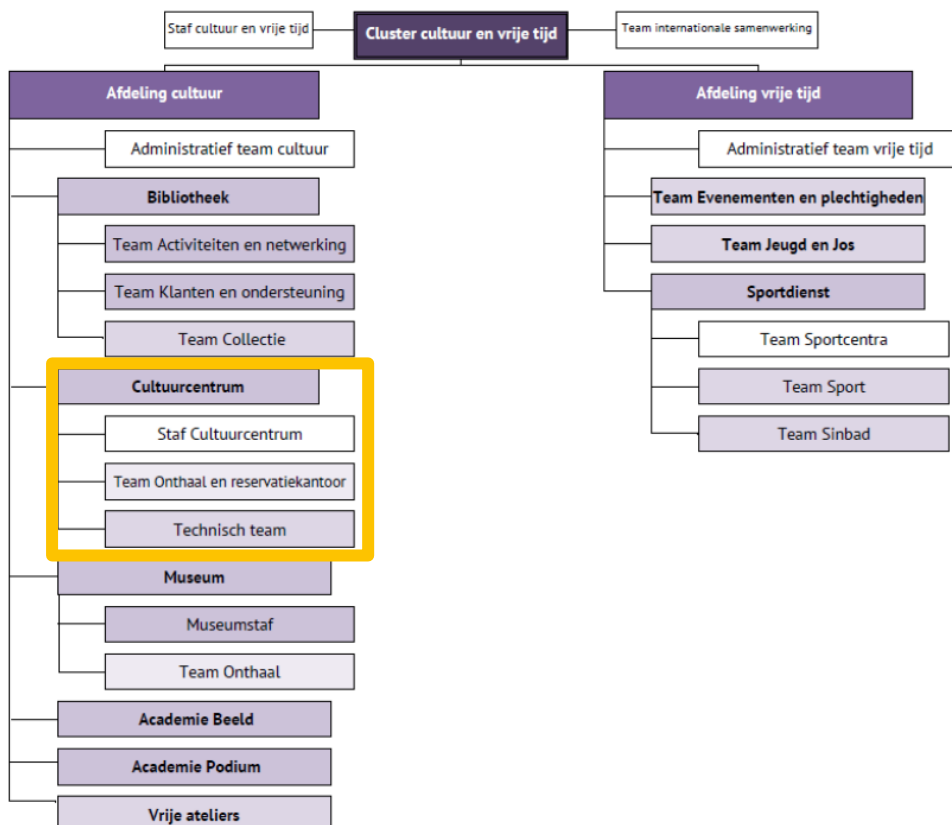 Staf cultuur en vrije tijd
Cluster cultuur en vrije tijd
Team internationale samenwerking
Afdeling cultuur
Administratief team cultuur
Bibliotheek
Team Activiteiten en netwerking
Team Klanten en ondersteuning
Team Collectie
Cultuurcentrum
Staf Cultuurcentrum
Team Onthaal en reservatiekantoor
Technisch team
Museum
Museumstaf
Team Onthaal
Academie Beeld
Academie Podium
Vrije ateliers
Afdeling vrije tijd
Administratief team vrije tijd
Team Evenementen en plechtigheden
Team Jeugd en Jos
Sportdienst
Team Sportcentra
Team Sport
Team Sinbad